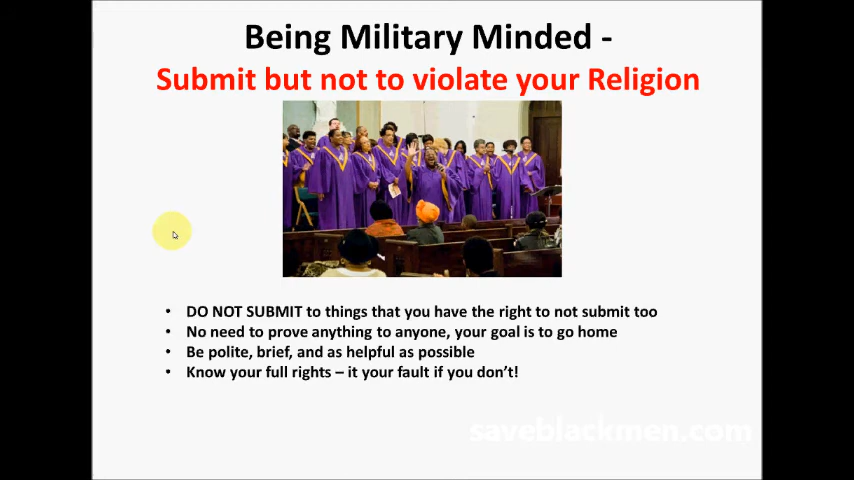 Being Military Minded -
Submit but not to violate your Religion
• DO NOT SUBMIT to things that you have the right to not submit too
• No need to prove anything to anyone, your goal is to go home
• Be polite, brief, and as helpful as possible
• Know your full rights – it your fault if you don't!
saveblackmen.com